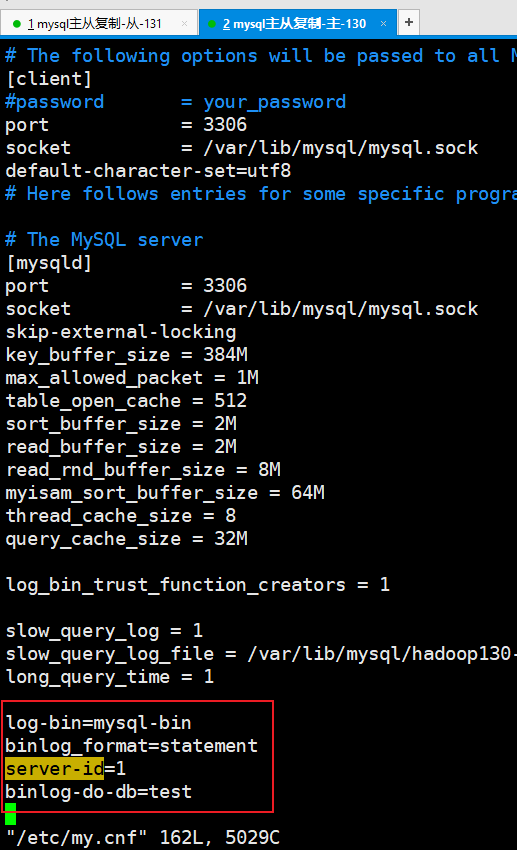 1 mysql主从复制-从-131 × 2 mysql主从复制-主-130 × +
# The following options will be passed to all M
[client]
#password       = your_password
port            = 3306
socket          = /var/lib/mysql/mysql.sock
default-character-set=utf8
# Here follows entries for some specific progra
# The MySQL server
[mysqld]
port            = 3306
socket          = /var/lib/mysql/mysql.sock
skip-external-locking
key_buffer_size = 384M
max_allowed_packet = 1M
table_open_cache = 512
sort_buffer_size = 2M
read_buffer_size = 2M
read_rnd_buffer_size = 8M
myisam_sort_buffer_size = 64M
thread_cache_size = 8
query_cache_size = 32M
log_bin_trust_function_creators = 1
slow_query_log = 1
slow_query_log_file = /var/lib/mysql/hadoop130-
long_query_time = 1
log-bin=mysql-bin
binlog_format=statement
server-id=1
binlog-do-db=test
"/etc/my.cnf" 162L, 5029C